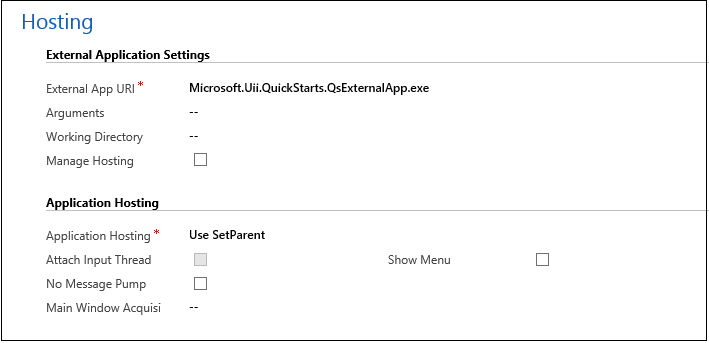 Hosting
External Application Settings
External App URI *
Microsoft.Uii.QuickStarts.QsExternalApp.exe
Arguments
--
Working Directory
--
Manage Hosting
Application Hosting
Application Hosting *
Use SetParent
Attach Input Thread
Show Menu
No Message Pump
Main Window Acquisi
--